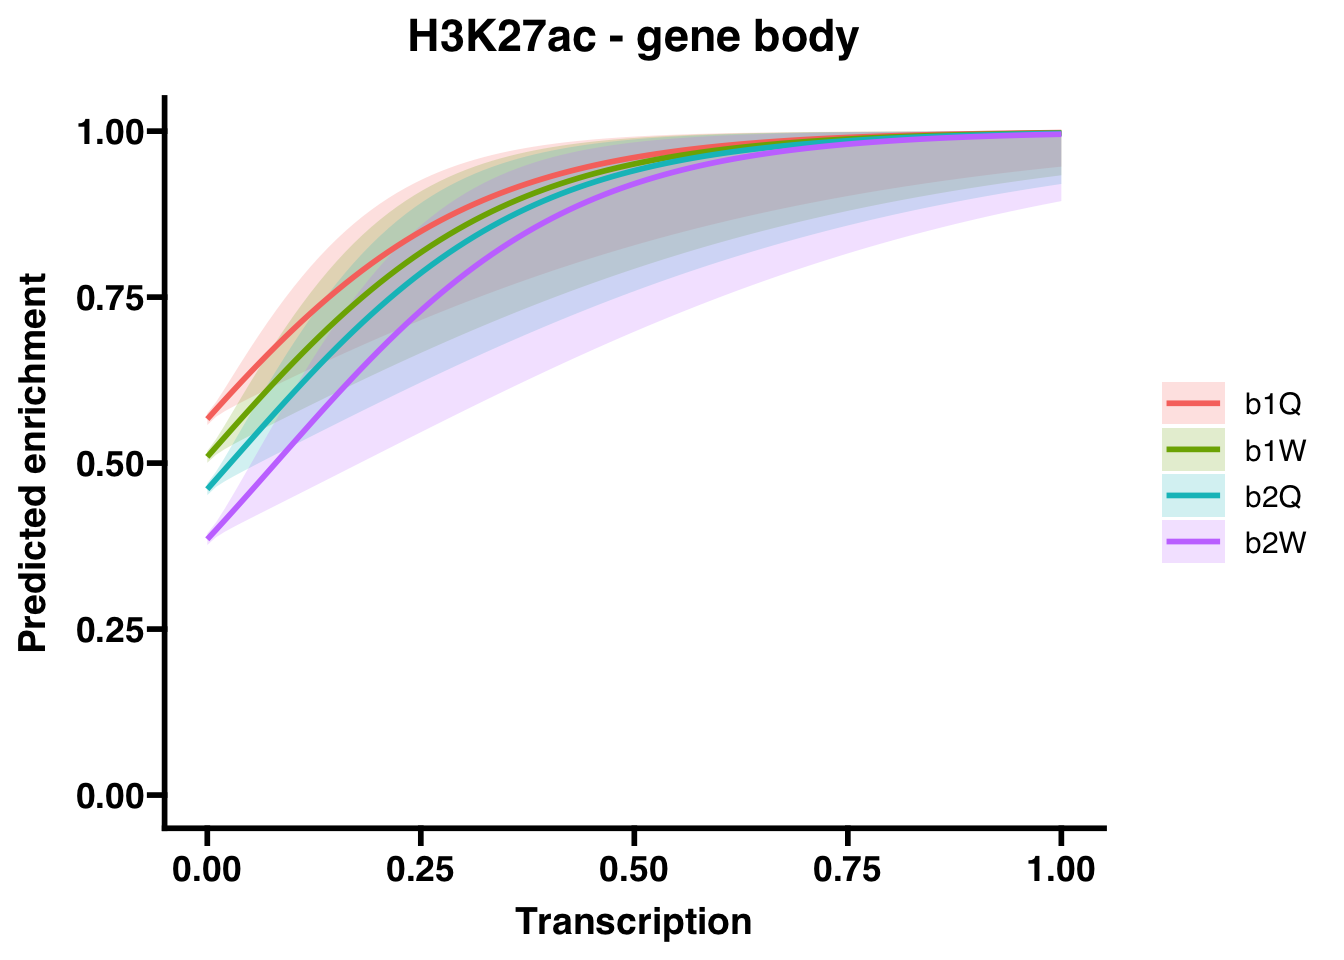 H3K27ac - gene body
Predicted enrichment
1.00
0.75
0.50
0.25
0.00
0.00 0.25 0.50 0.75 1.00
Transcription
b1Q
b1W
b2Q
b2W